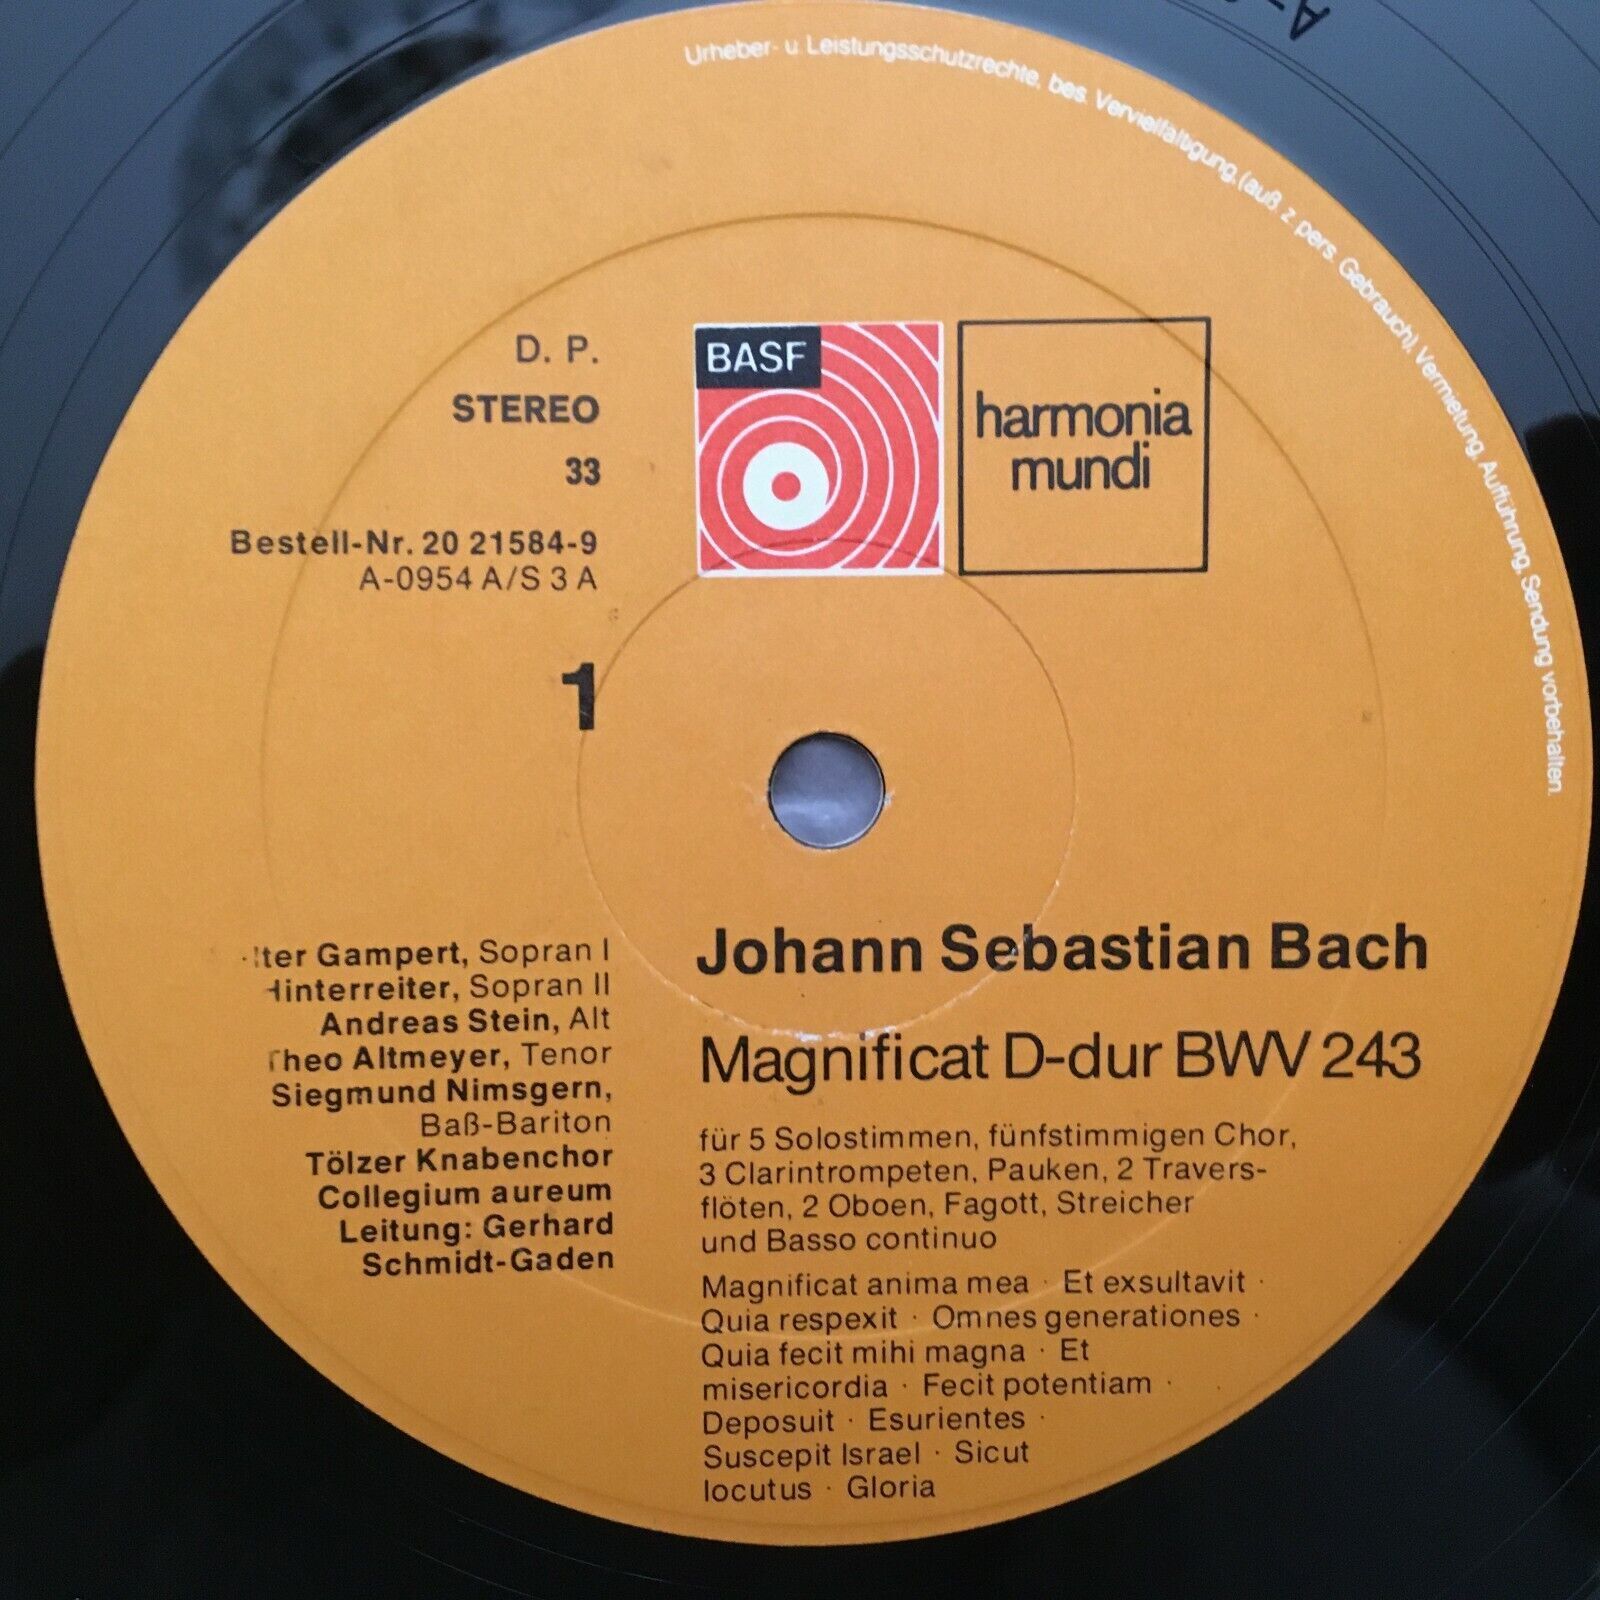 Urheber- u. Leistungsschutzrechte, bes. Vervielfältigung, (auß. z. pers. Gebrauch), Vermietung, Aufführung, Sendung vorbehalten.
D. P.
STEREO
33
Bestell-Nr. 20 21584-9
A-0954 A/S 3 A
1
BASF
harmonia
mundi
Gampert, Sopran I
Hinterreiter, Sopran II
Andreas Stein, Alt
Theo Altmeyer, Tenor
Siegmund Nimsgern,
Baß-Bariton
Tölzer Knabenchor
Collegium aureum
Leitung: Gerhard
Schmidt-Gaden
Johann Sebastian Bach
Magnificat D-dur BWV 243
für 5 Solostimmen, fünfstimmigen Chor,
3 Clarintrompeten, Pauken, 2 Travers-
flöten, 2 Oboen, Fagott, Streicher
und Basso continuo
Magnificat anima mea · Et exsultavit ·
Quia respexit · Omnes generationes ·
Quia fecit mihi magna · Et
misericordia · Fecit potentiam ·
Deposuit · Esurientes ·
Suscepit Israel · Sicut
locutus · Gloria